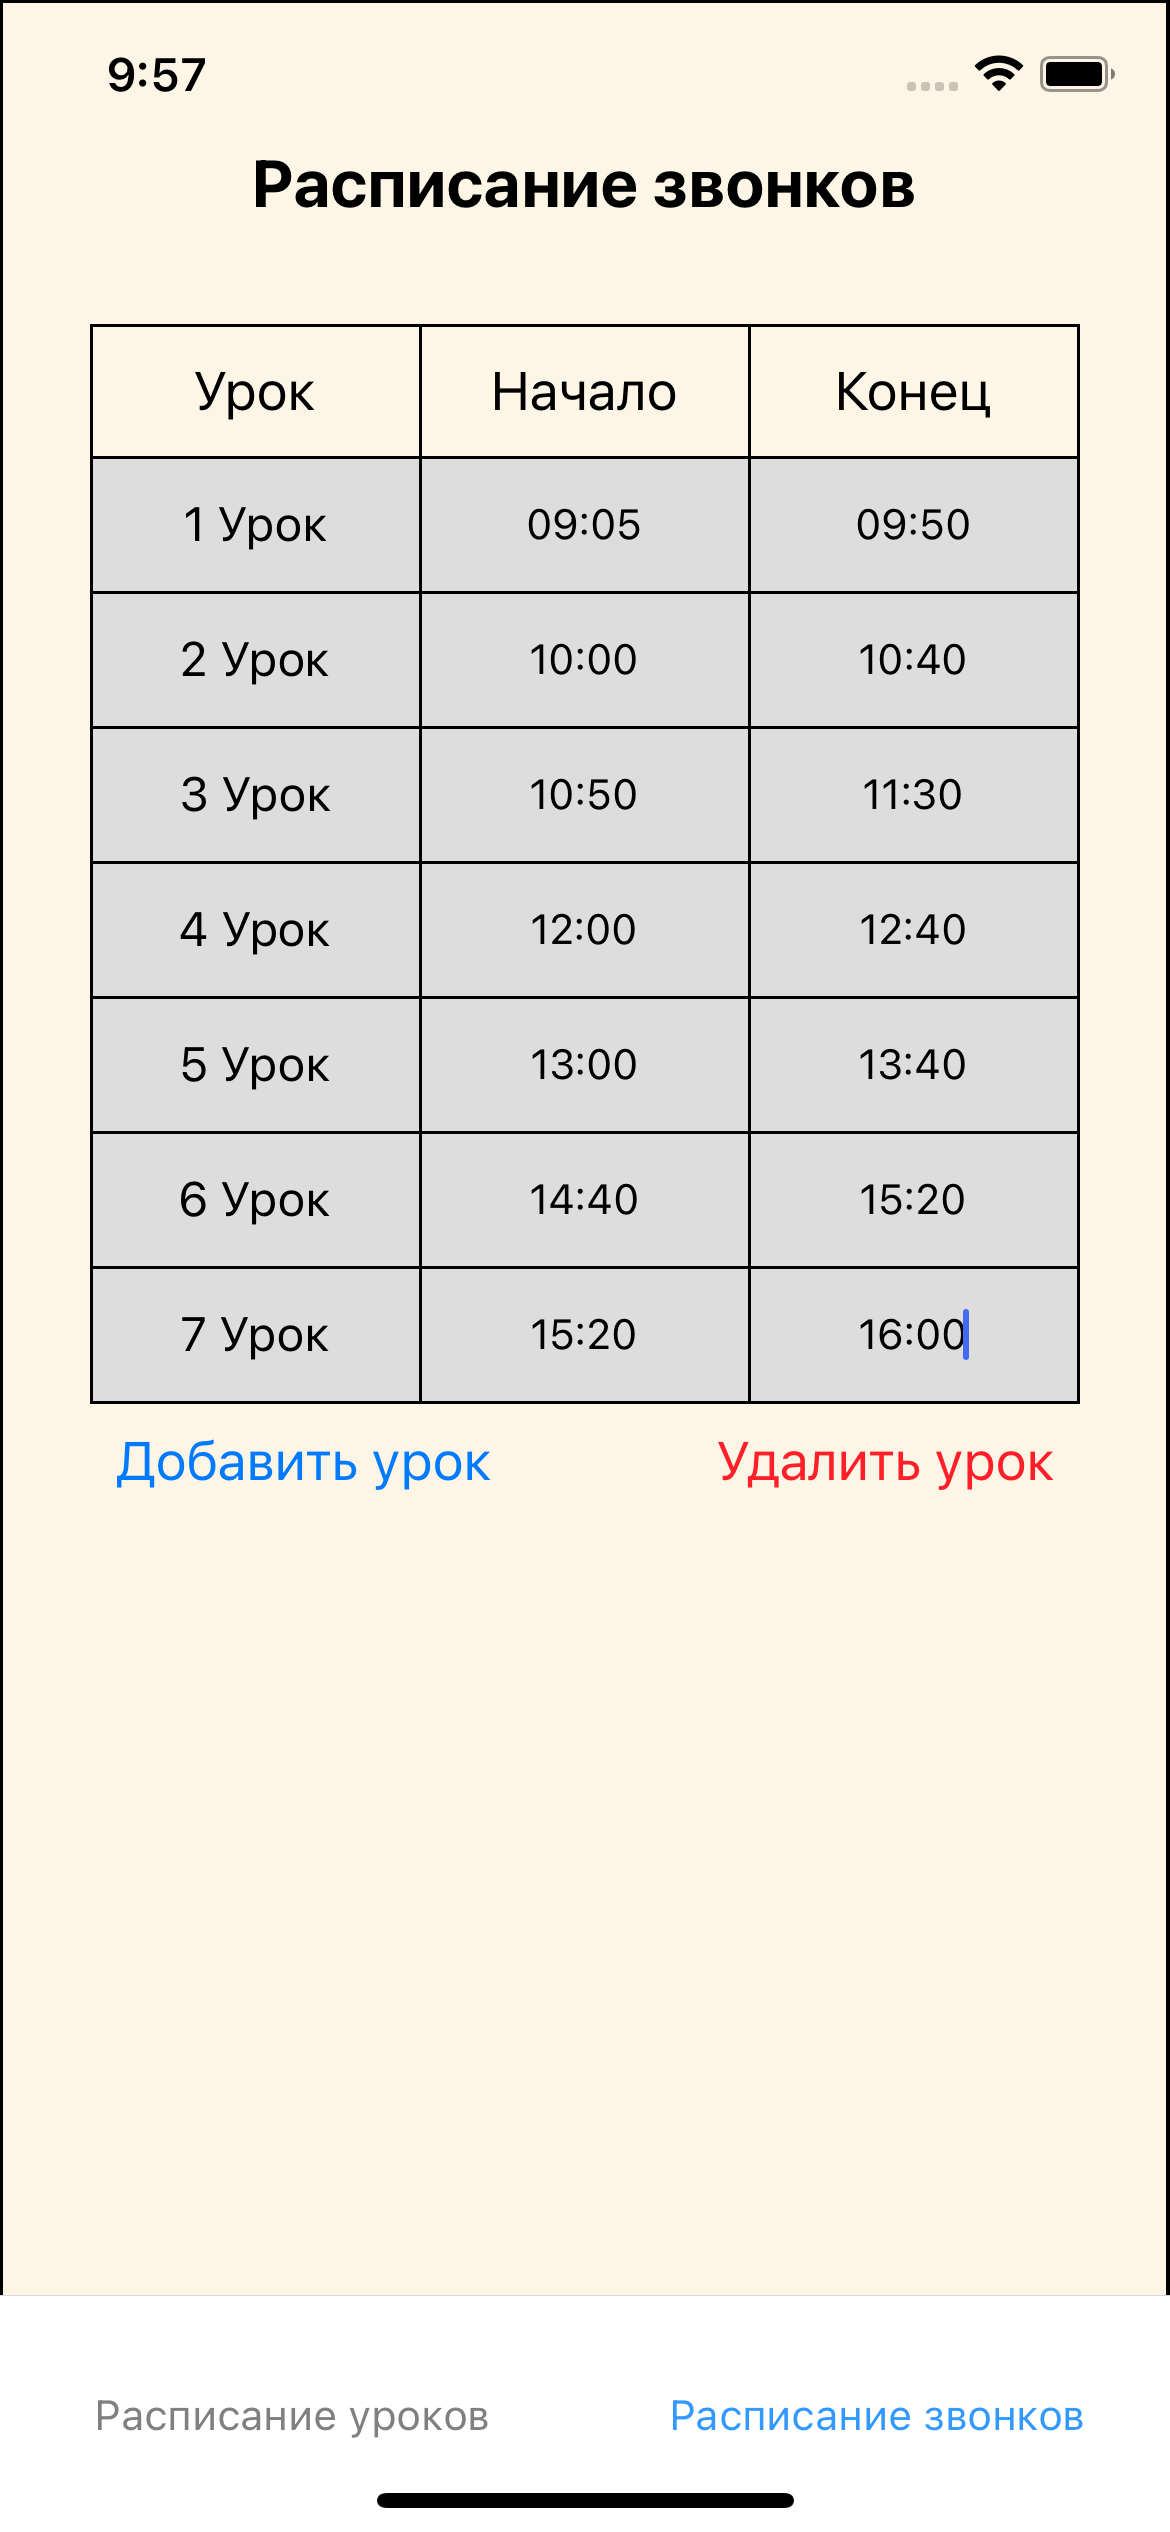 9:57
Расписание звонков
Урок Начало Конец
1 Урок 09:05 09:50
2 Урок 10:00 10:40
3 Урок 10:50 11:30
4 Урок 12:00 12:40
5 Урок 13:00 13:40
6 Урок 14:40 15:20
7 Урок 15:20 16:00
Добавить урок Удалить урок
Расписание уроков Расписание звонков